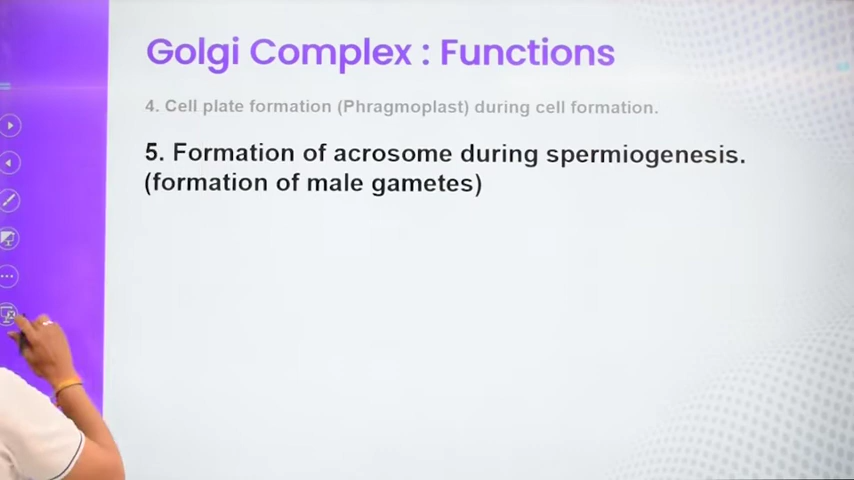 Golgi Complex : Functions
4. Cell plate formation (Phragmoplast) during cell formation.
5. Formation of acrosome during spermiogenesis.
(formation of male gametes)